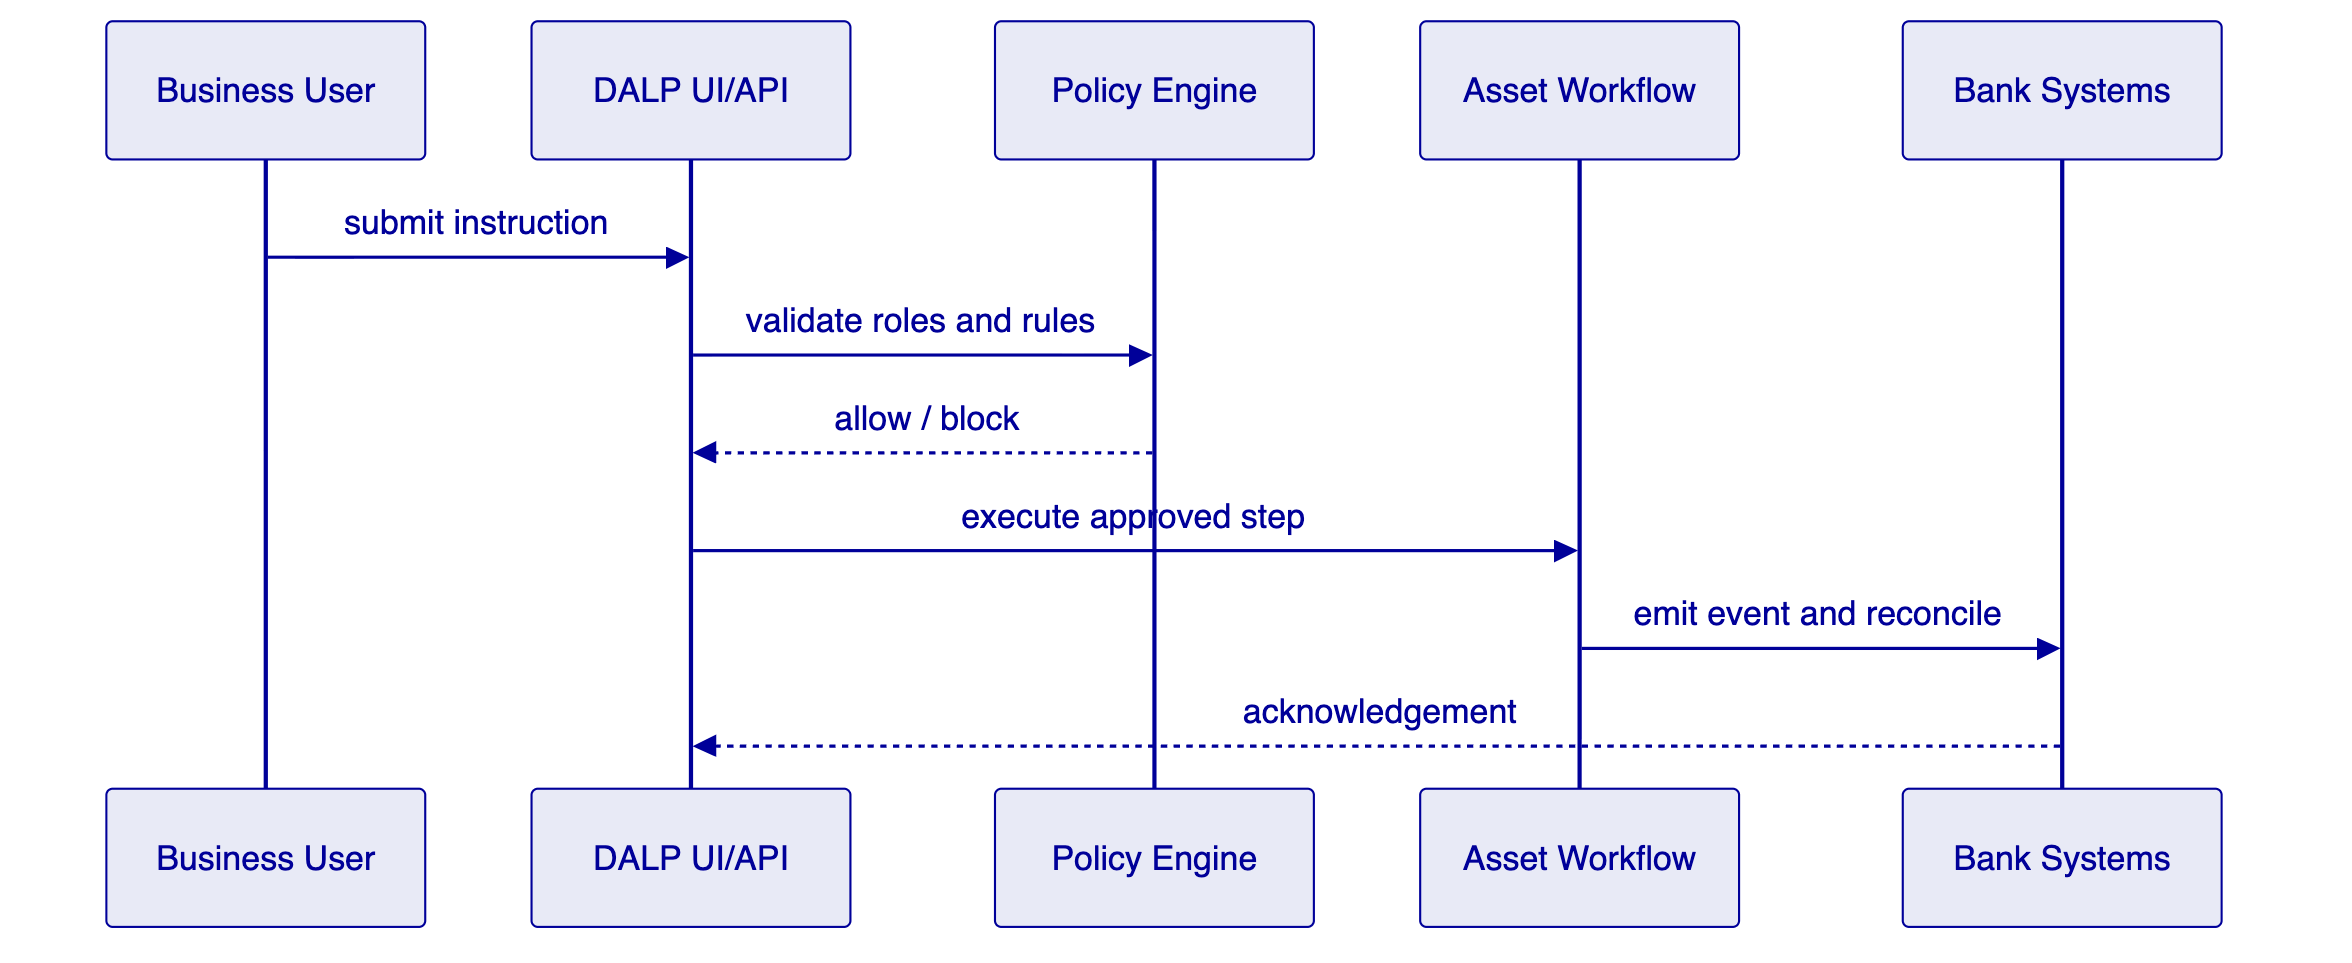 Business User
DALP UI/API
Policy Engine
Asset Workflow
Bank Systems
submit instruction
validate roles and rules
allow / block
execute approved step
emit event and reconcile
acknowledgement
Business User
DALP UI/API
Policy Engine
Asset Workflow
Bank Systems